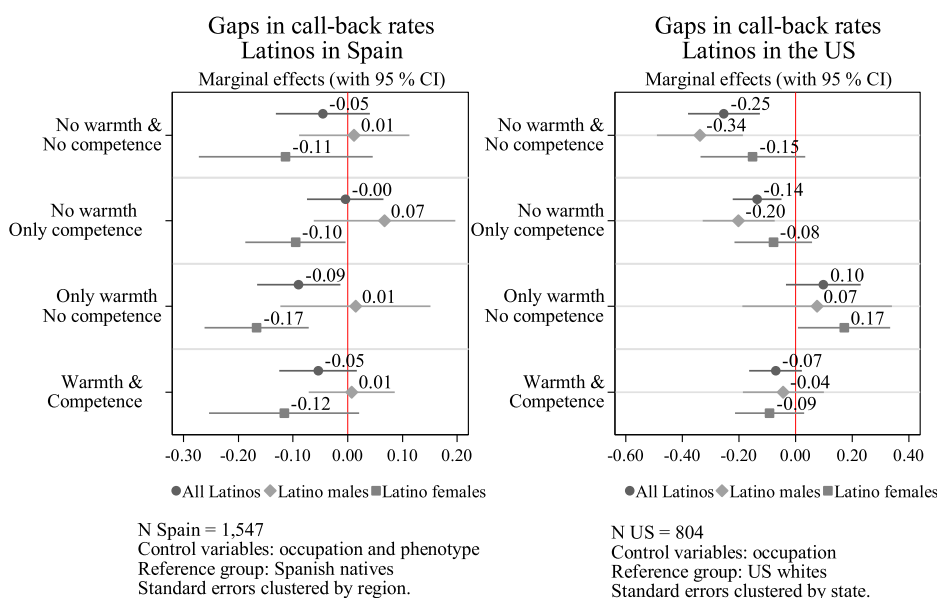 Gaps in call-back rates
Latinos in Spain
Marginal effects (with 95 % CI)
No warmth &
No competence
-0.05
0.01
-0.11
No warmth
Only competence
-0.00
0.07
-0.10
Only warmth
No competence
-0.09
0.01
-0.17
Warmth &
Competence
-0.05
0.01
-0.12
-0.30 -0.20 -0.10 0.00 0.10 0.20
All Latinos Latino males Latino females
N Spain = 1,547
Control variables: occupation and phenotype
Reference group: Spanish natives
Standard errors clustered by region.
Gaps in call-back rates
Latinos in the US
Marginal effects (with 95 % CI)
No warmth &
No competence
-0.25
-0.34
-0.15
No warmth
Only competence
-0.14
-0.20
-0.08
Only warmth
No competence
0.10
0.07
0.17
Warmth &
Competence
-0.07
-0.04
-0.09
-0.60 -0.40 -0.20 0.00 0.20 0.40
All Latinos Latino males Latino females
N US = 804
Control variables: occupation
Reference group: US whites
Standard errors clustered by state.